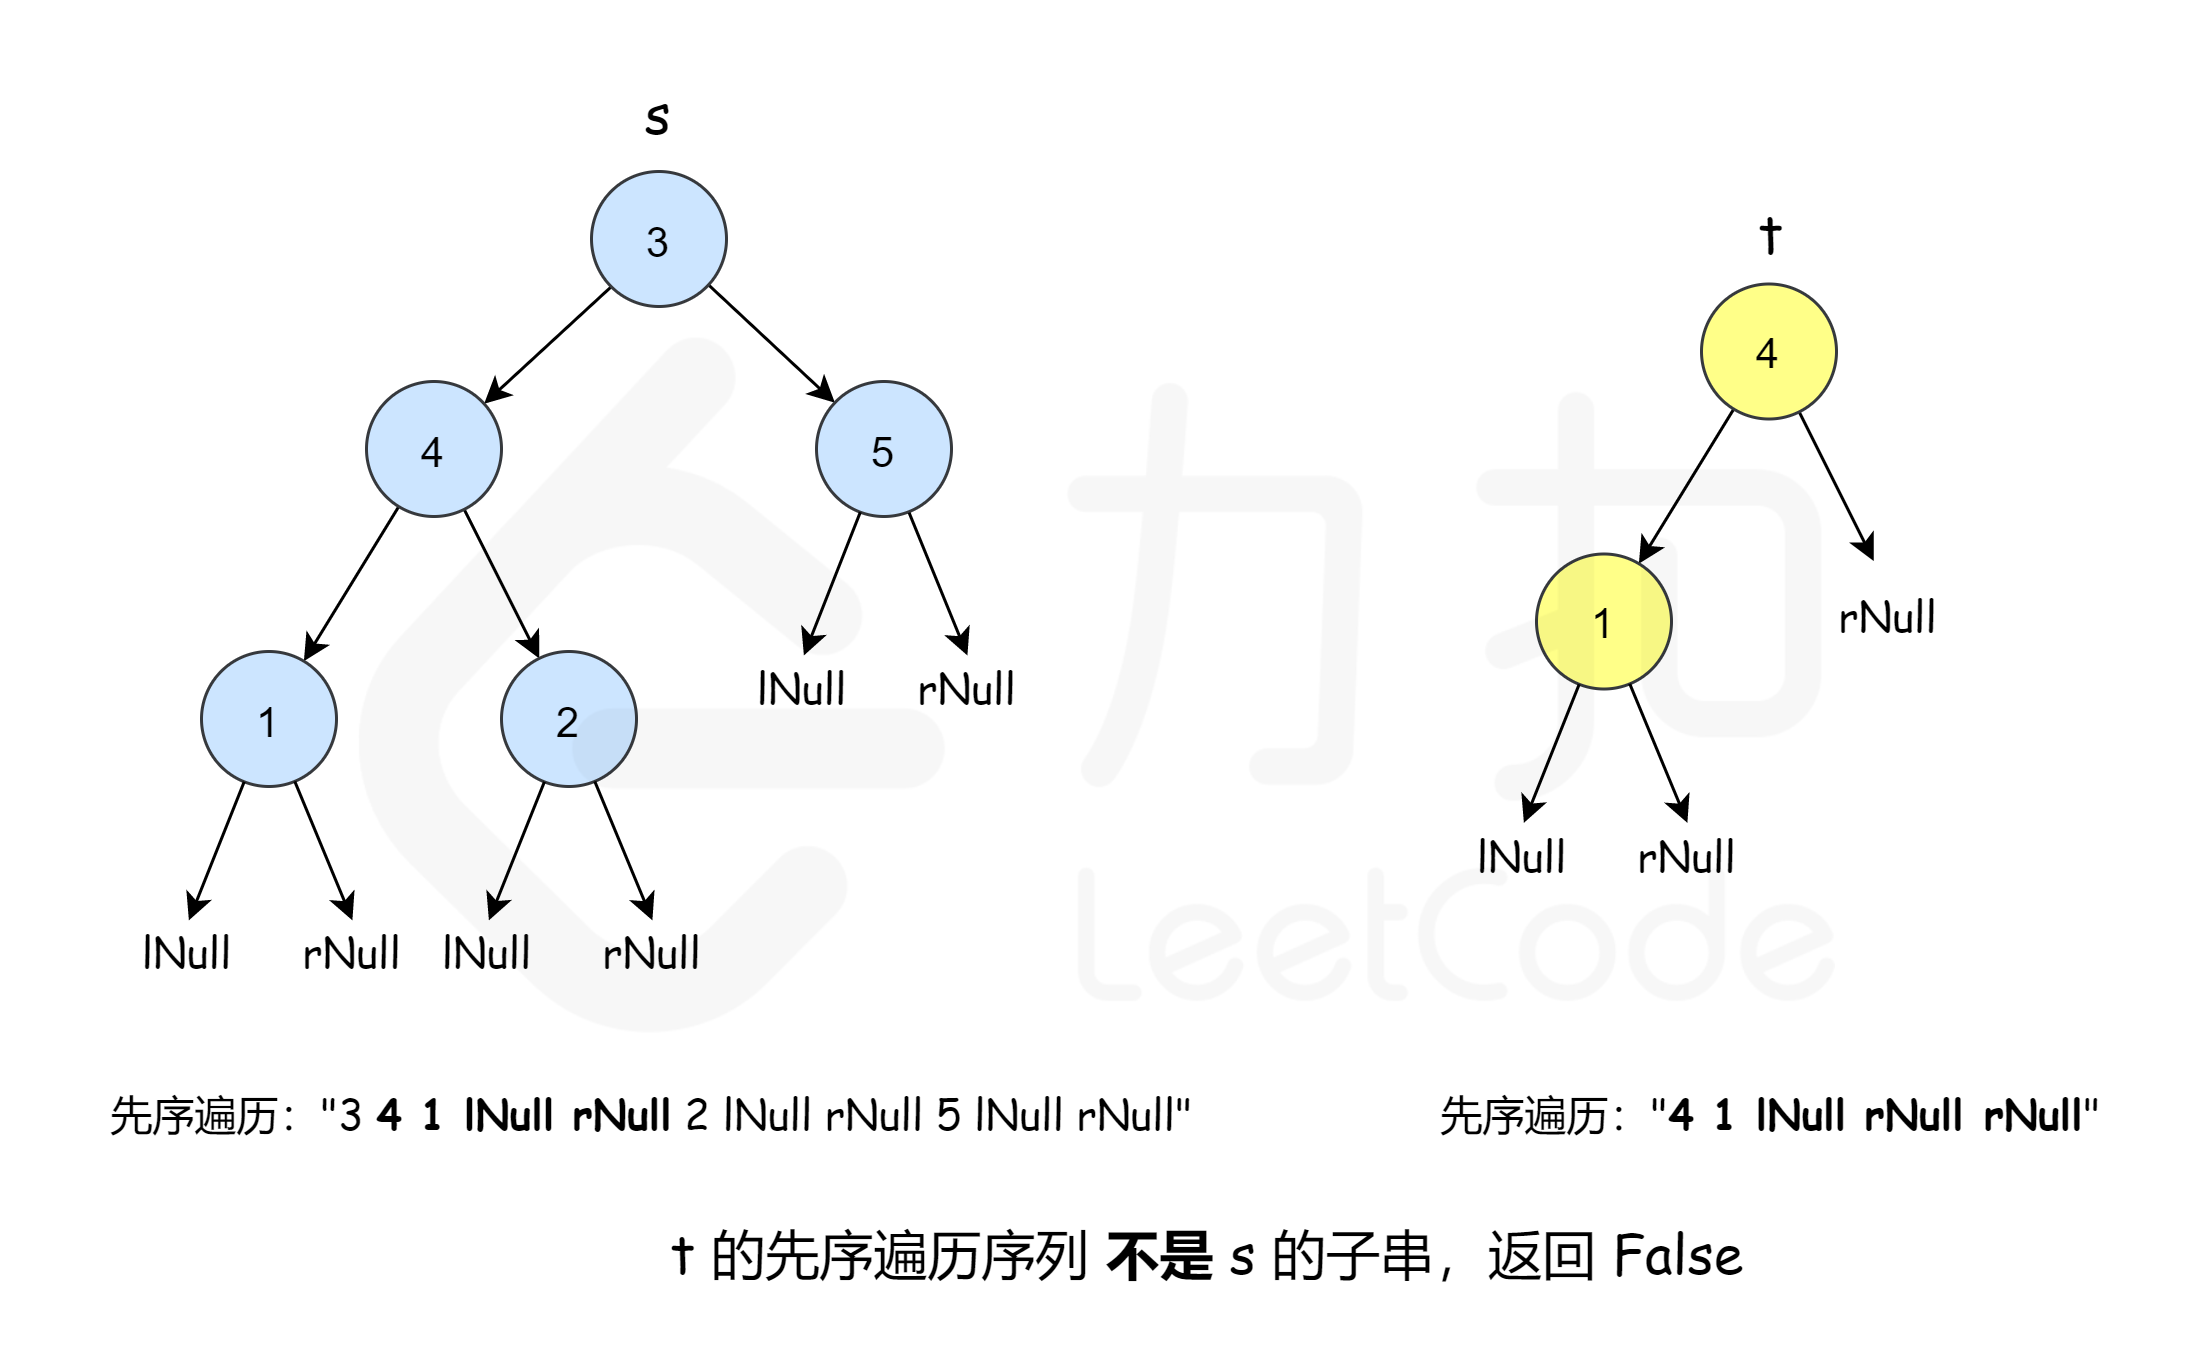 s
t
3
4
4 5
1
1 2
rNull
lNull rNull
lNull rNull
lNull rNull lNull rNull
力扣
LeetCode
先序遍历："3 4 1 lNull rNull 2 lNull rNull 5 lNull rNull"
先序遍历："4 1 lNull rNull rNull"
t 的先序遍历序列 不是 s 的子串，返回 False